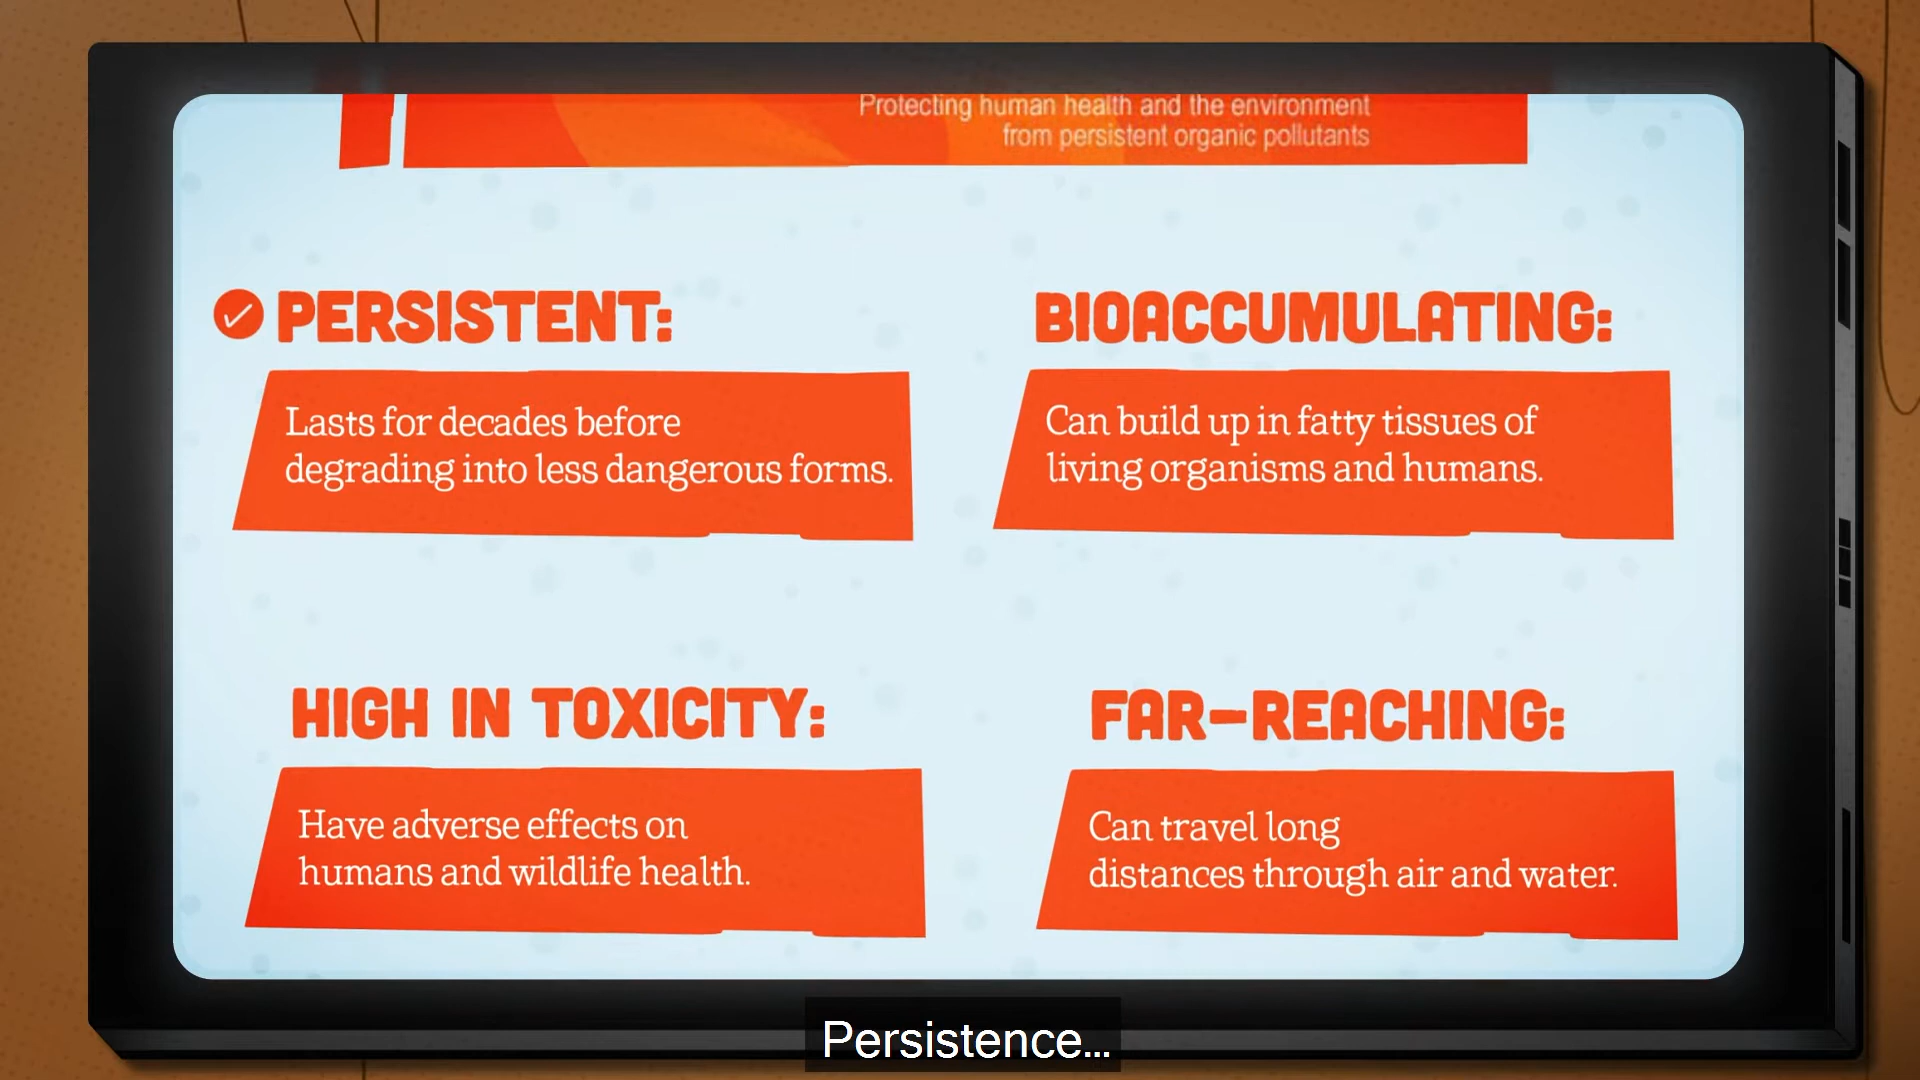 Protecting human health and the environment
from persistent organic pollutants
PERSISTENT:
Lasts for decades before
degrading into less dangerous forms.
BIOACCUMULATING:
Can build up in fatty tissues of
living organisms and humans.
HIGH IN TOXICITY:
Have adverse effects on
humans and wildlife health.
FAR-REACHING:
Can travel long
distances through air and water.
Persistence...